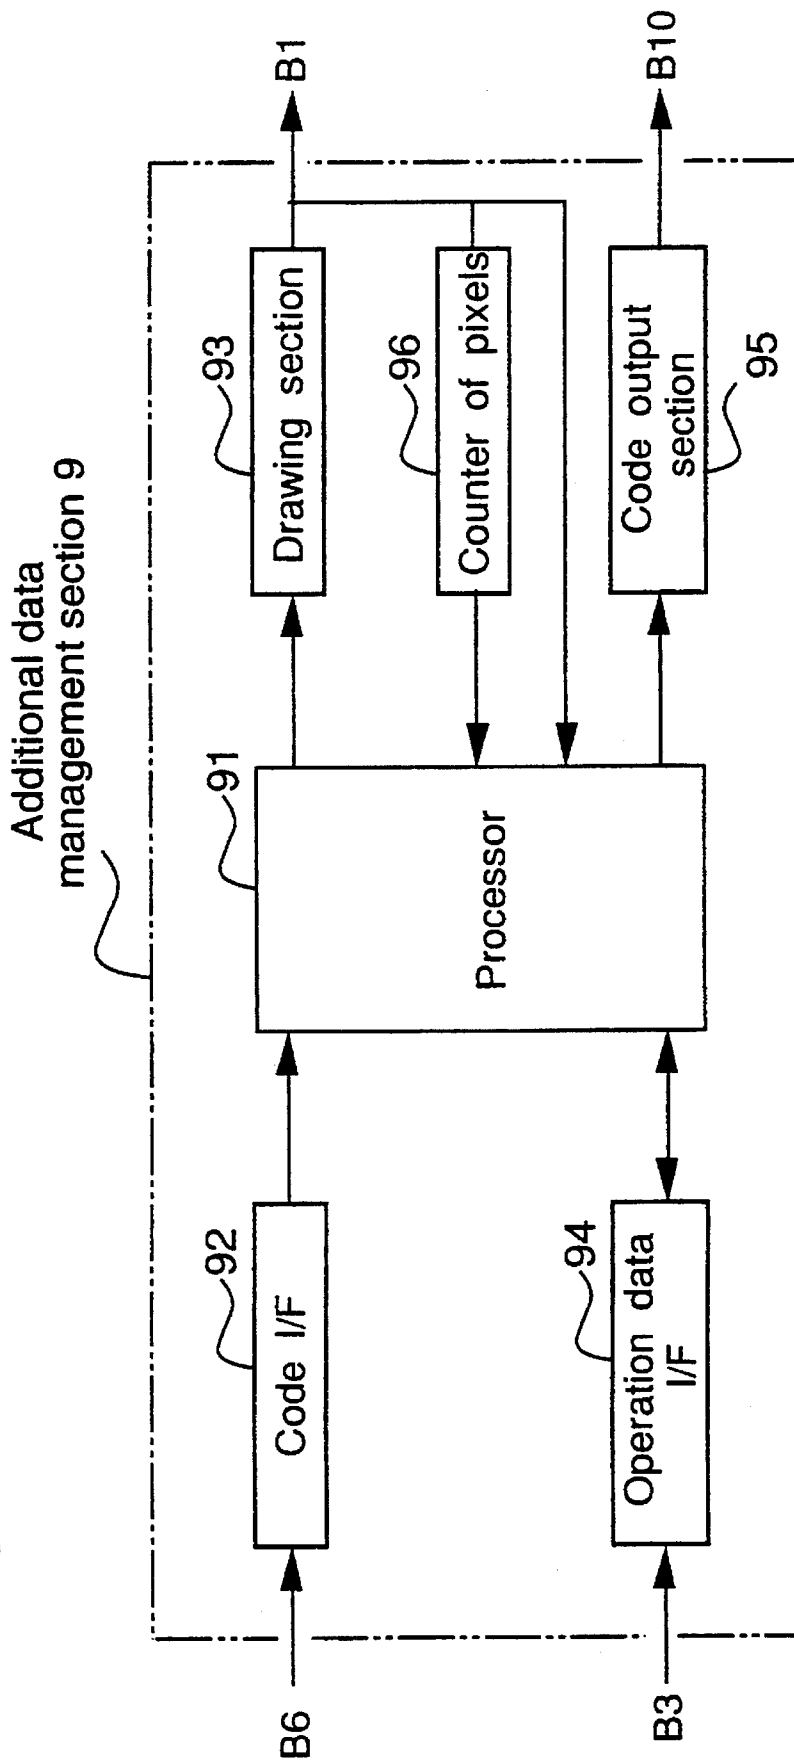 Additional data
management section 9
B6
92
Code I/F
91
Processor
93
Drawing section
B1
96
Counter of pixels
B3
94
Operation data
I/F
Code output
section
95
B10